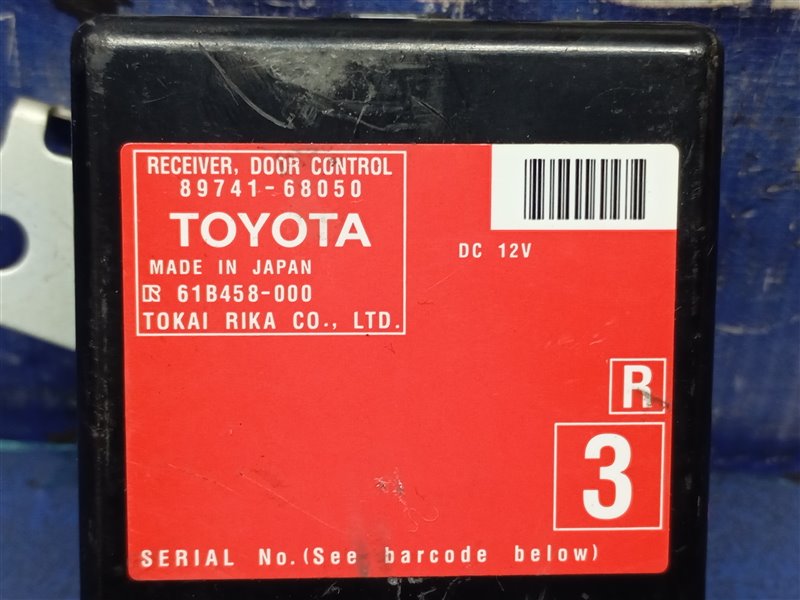 RECEIVER, DOOR CONTROL
89741-68050
TOYOTA
MADE IN JAPAN
R 61B458-000
TOKAI RIKA CO., LTD.
DC 12V
R
3
SERIAL No.(See barcode below)